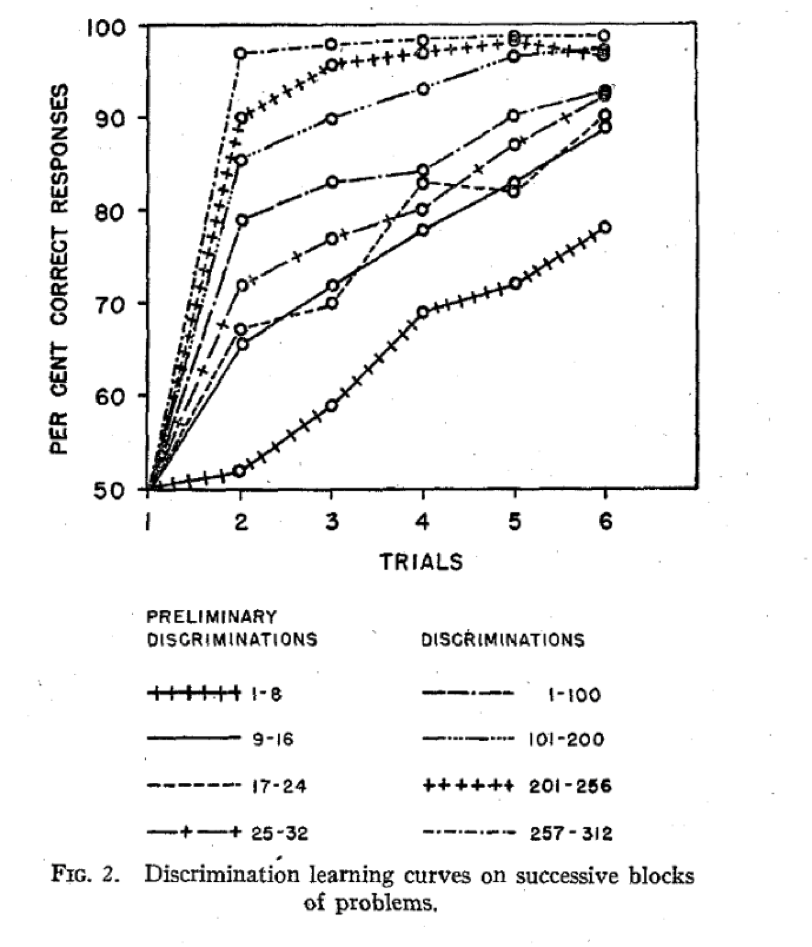 PER CENT CORRECT RESPONSES
100
90
80
70
60
50
1 2 3 4 5 6
TRIALS
PRELIMINARY
DISCRIMINATIONS
DISCRIMINATIONS
1-8
1-100
9-16
101-200
17-24
201-256
25-32
257-312
FIG. 2. Discrimination learning curves on successive blocks
of problems.